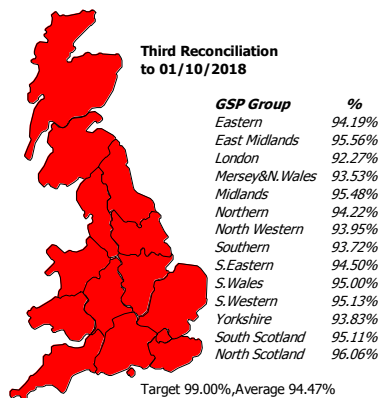 Third Reconciliation
to 01/10/2018
GSP Group %
Eastern 94.19%
East Midlands 95.56%
London 92.27%
Mersey&N.Wales 93.53%
Midlands 95.48%
Northern 94.22%
North Western 93.95%
Southern 93.72%
S.Eastern 94.50%
S.Wales 95.00%
S.Western 95.13%
Yorkshire 93.83%
South Scotland 95.11%
North Scotland 96.06%
Target 99.00%,Average 94.47%